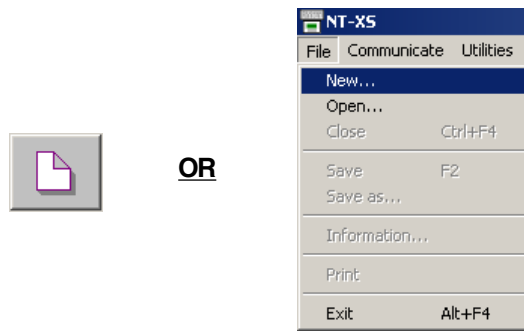 NT-XS
File Communicate Utilities
New...
Open...
Close Ctrl+F4
OR
Save F2
Save as...
Information...
Print
Exit Alt+F4